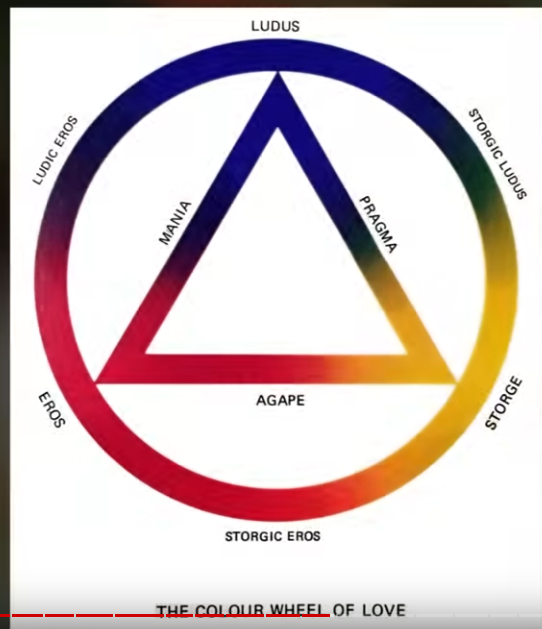 LUDUS
LUDIC EROS
STORGIC LUDUS
MANIA
PRAGMA
EROS
AGAPE
STORGE
STORGIC EROS
THE COLOUR WHEEL OF LOVE